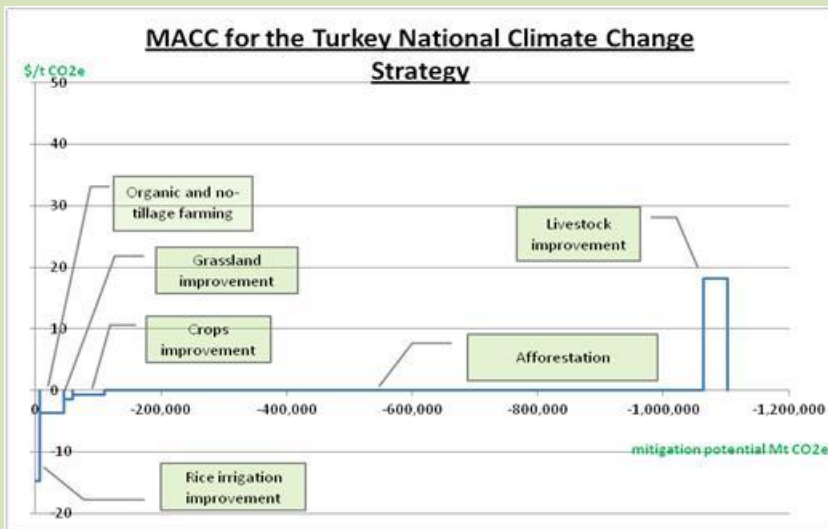 MACC for the Turkey National Climate Change
Strategy
$/t CO2e
50
40
30
20
10
0
-10
-20
Organic and no-
tillage farming
Grassland
improvement
Crops
improvement
Livestock
improvement
Afforestation
Rice irrigation
improvement
0 -200,000 -400,000 -600,000 -800,000 -1,000,000 -1,200,000
mitigation potential Mt CO2e